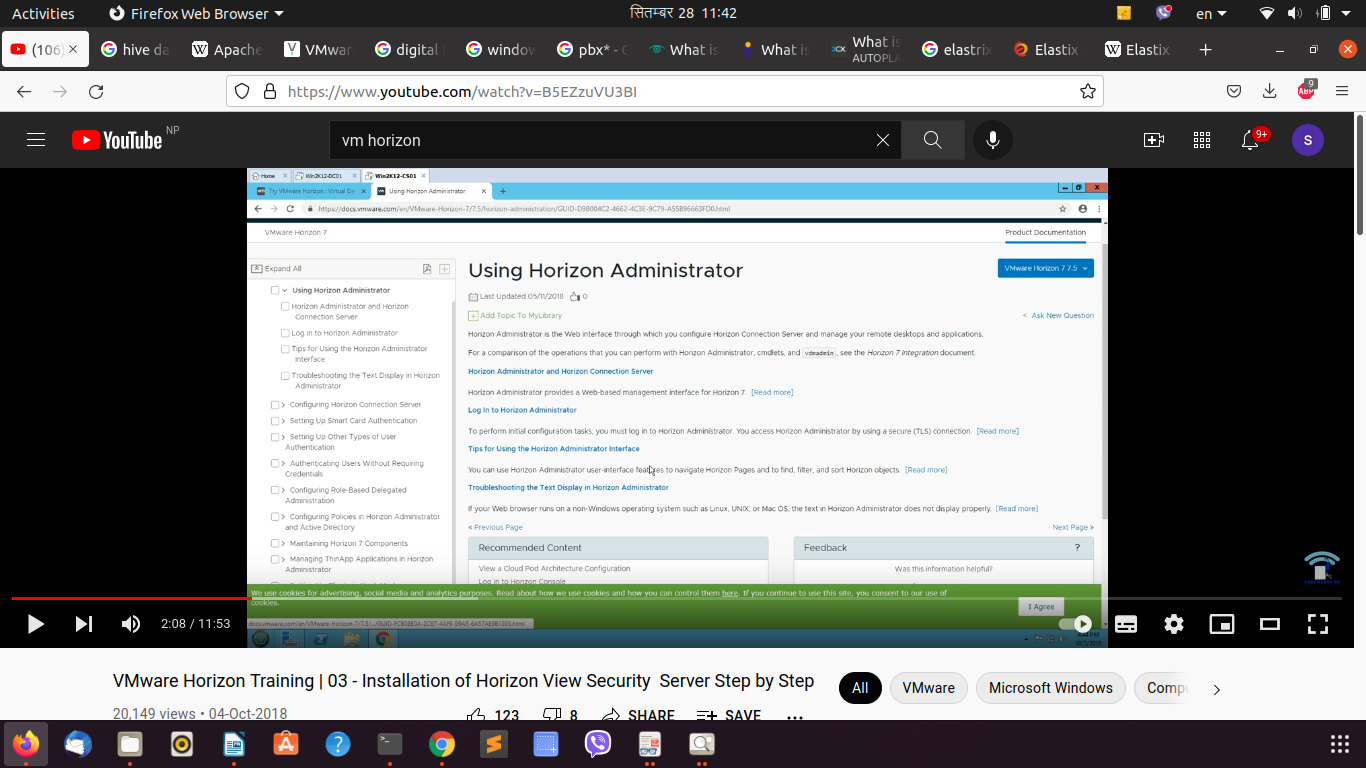 Activities
Firefox Web Browser
सितम्बर 28 11:42
en
(106)
hive da
Apache
VMwar
digital
window
pbx* - G
What is
What is
What is
AUTOPLA
elastrix
Elastix
Elastix
https://www.youtube.com/watch?v=B5EZzuVU3BI
ABP
9
YouTube
NP
vm horizon
9+
S
Home
Win2K12-DC01
Win2K12-CS01
Try VMware Horizon : Virtual De
Using Horizon Administrator
https://docs.vmware.com/en/VMware-Horizon-7/7.5/horizon-administration/GUID-D9B004C2-4662-4C3E-9C79-A55B96663FD0.html
VMware Horizon 7
Product Documentation
Expand All
Using Horizon Administrator
Horizon Administrator and Horizon
Connection Server
Log In to Horizon Administrator
Tips for Using the Horizon Administrator
Interface
Troubleshooting the Text Display in Horizon
Administrator
Configuring Horizon Connection Server
Setting Up Smart Card Authentication
Setting Up Other Types of User
Authentication
Authenticating Users Without Requiring
Credentials
Configuring Role-Based Delegated
Administration
Configuring Policies in Horizon Administrator
and Active Directory
Maintaining Horizon 7 Components
Managing ThinApp Applications in Horizon
Administrator
Using Horizon Administrator
VMware Horizon 7 7.5
Last Updated 05/11/2018
0
Add Topic To MyLibrary
< Ask New Question
Horizon Administrator is the Web interface through which you configure Horizon Connection Server and manage your remote desktops and applications.
For a comparison of the operations that you can perform with Horizon Administrator, cmdlets, and vdmadmin, see the Horizon 7 Integration document.
Horizon Administrator and Horizon Connection Server
Horizon Administrator provides a Web-based management interface for Horizon 7. [Read more]
Log In to Horizon Administrator
To perform initial configuration tasks, you must log in to Horizon Administrator. You access Horizon Administrator by using a secure (TLS) connection. [Read more]
Tips for Using the Horizon Administrator Interface
You can use Horizon Administrator user-interface features to navigate Horizon Pages and to find, filter, and sort Horizon objects. [Read more]
Troubleshooting the Text Display in Horizon Administrator
If your Web browser runs on a non-Windows operating system such as Linux, UNIX, or Mac OS, the text in Horizon Administrator does not display properly. [Read more]
« Previous Page
Next Page »
Recommended Content
View a Cloud Pod Architecture Configuration
Log in to Horizon Console
Feedback
?
Was this information helpful?
We use cookies for advertising, social media and analytics purposes. Read about how we use cookies and how you can control them here. If you continue to use this site, you consent to our use of
cookies.
I Agree
2:08 / 11:53
VMware Horizon Training | 03 - Installation of Horizon View Security Server Step by Step
20,149 views • 04-Oct-2018
123
8
SHARE
SAVE
All
VMware
Microsoft Windows
Compu